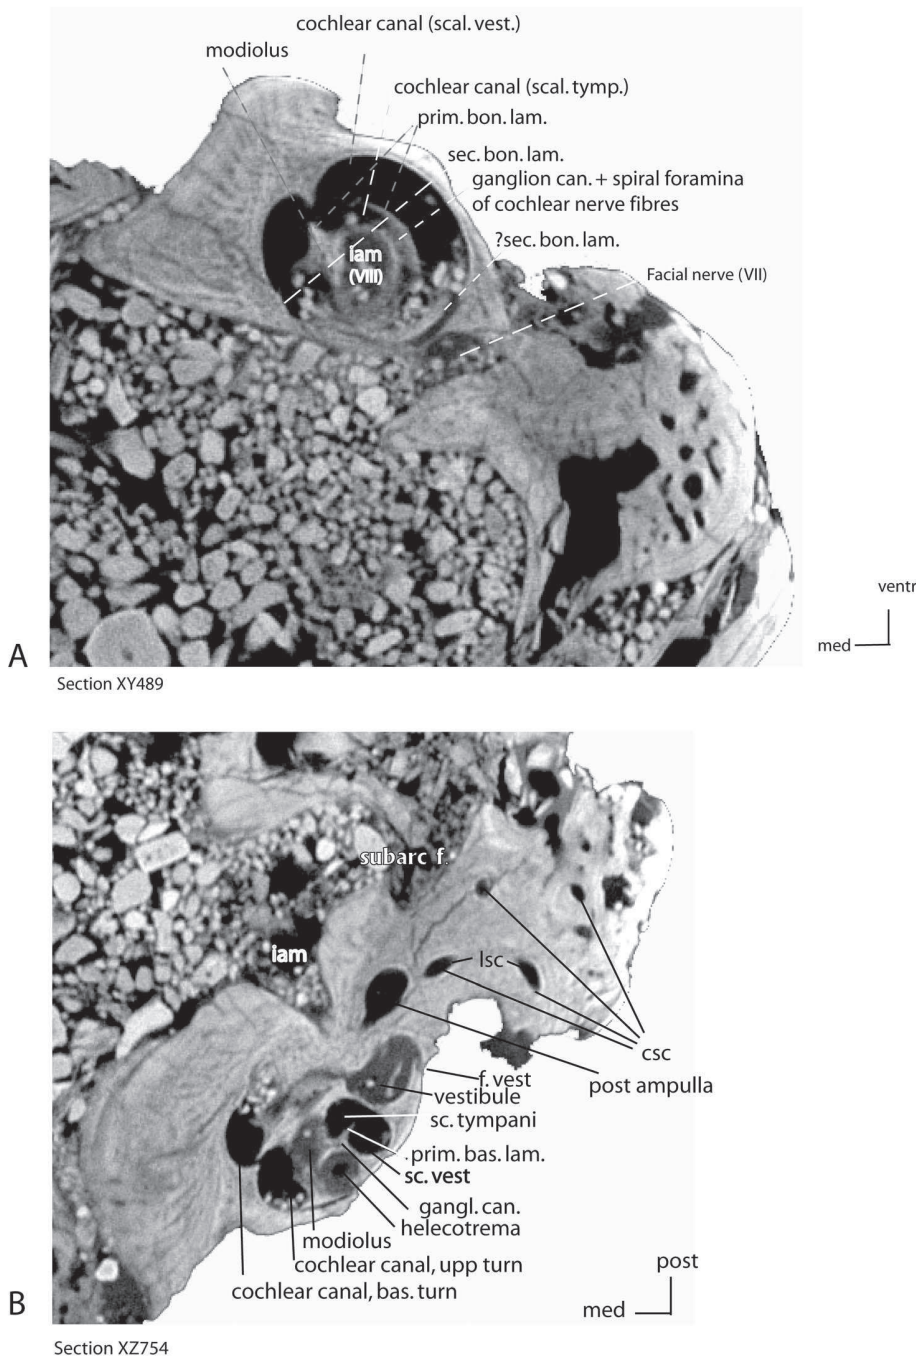 cochlear canal (scal. vest.)
modiolus
cochlear canal (scal. tymp.)
prim. bon. lam.
sec. bon. lam.
ganglion can. + spiral foramina
of cochlear nerve fibres
?sec. bon. lam.
iam
(VIII)
Facial nerve (VII)
ventr
med
A
Section XY489
subarc f.
iam
lsc
csc
post ampulla
f. vest
vestibule
sc. tympani
. prim. bas. lam.
sc. vest
gangl. can.
helecotrema
modiolus
cochlear canal, upp turn
cochlear canal, bas. turn
post
med
B
Section XZ754